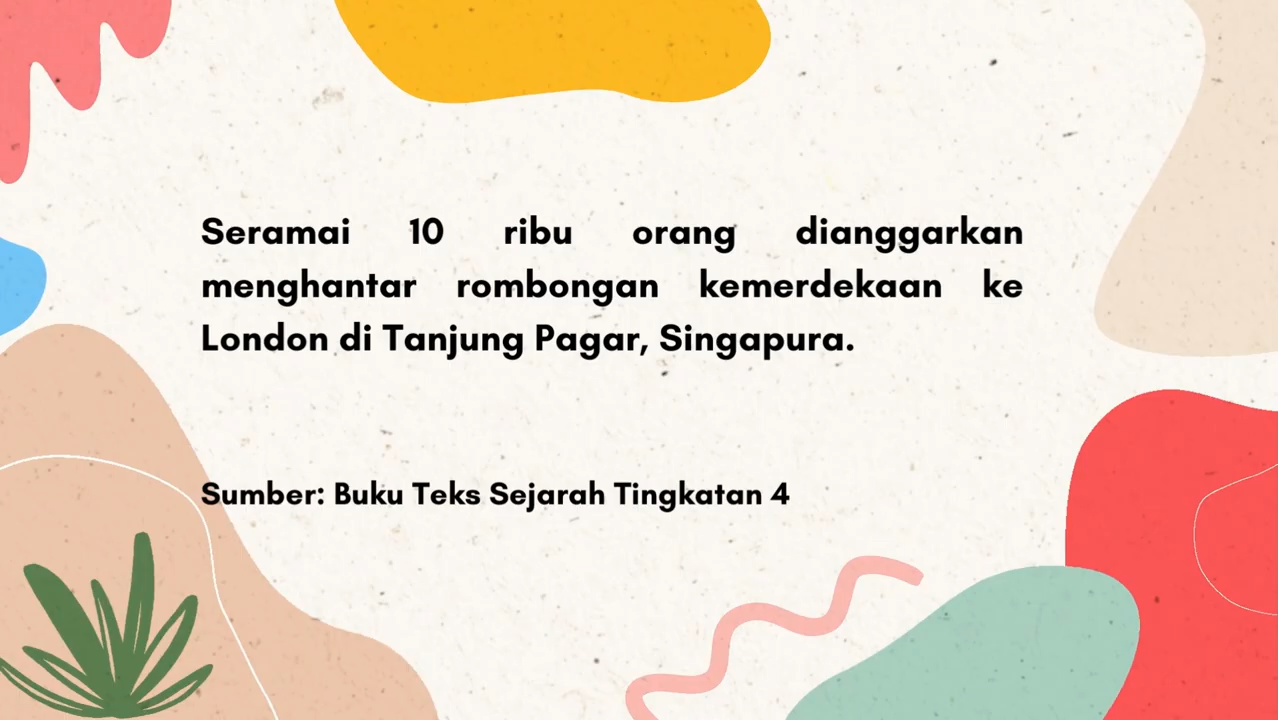 Seramai 10 ribu orang dianggarkan
menghantar rombongan kemerdekaan ke
London di Tanjung Pagar, Singapura.
Sumber: Buku Teks Sejarah Tingkatan 4